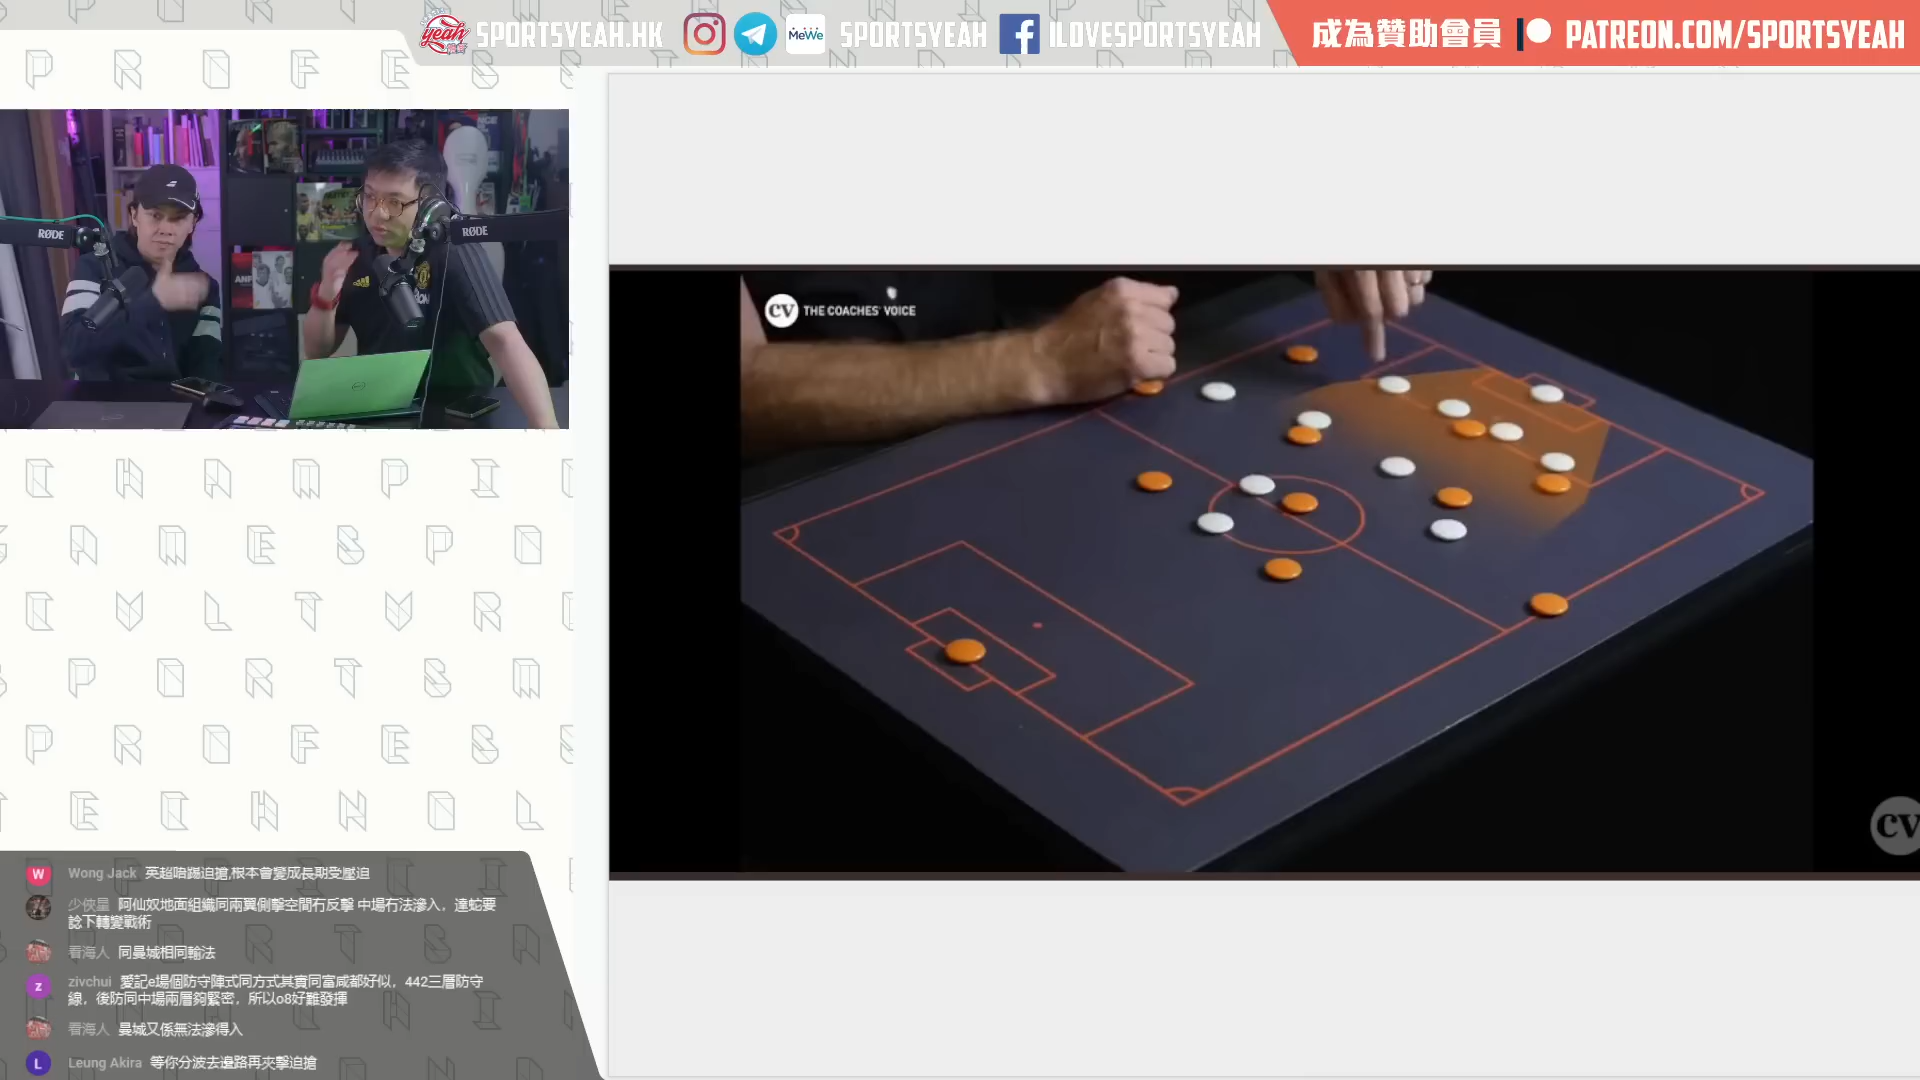 yeah SPORTSYEAH.HK
MeWe SPORTSYEAH
ILOVESPORTSYEAH
成為贊助會員 PATREON.COM/SPORTSYEAH
RØDE
RØDE
CV THE COACHES' VOICE
CV
W Wong Jack 英超唔踢迫搶,根本會變成長期受壓迫
少俠量 阿仙奴地面組織同兩翼側擊空間冇反擊 中場冇法滲入，達蛇要
諗下轉變戰術
看海人 同曼城相同輸法
z zivchui 愛記e場個防守陣式同方式其實同富咸都好似，442三層防守
線，後防同中場兩層夠緊密，所以o8好難發揮
看海人 曼城又係無法滲得入
L Leung Akira 等你分波去邊路再夾擊迫搶